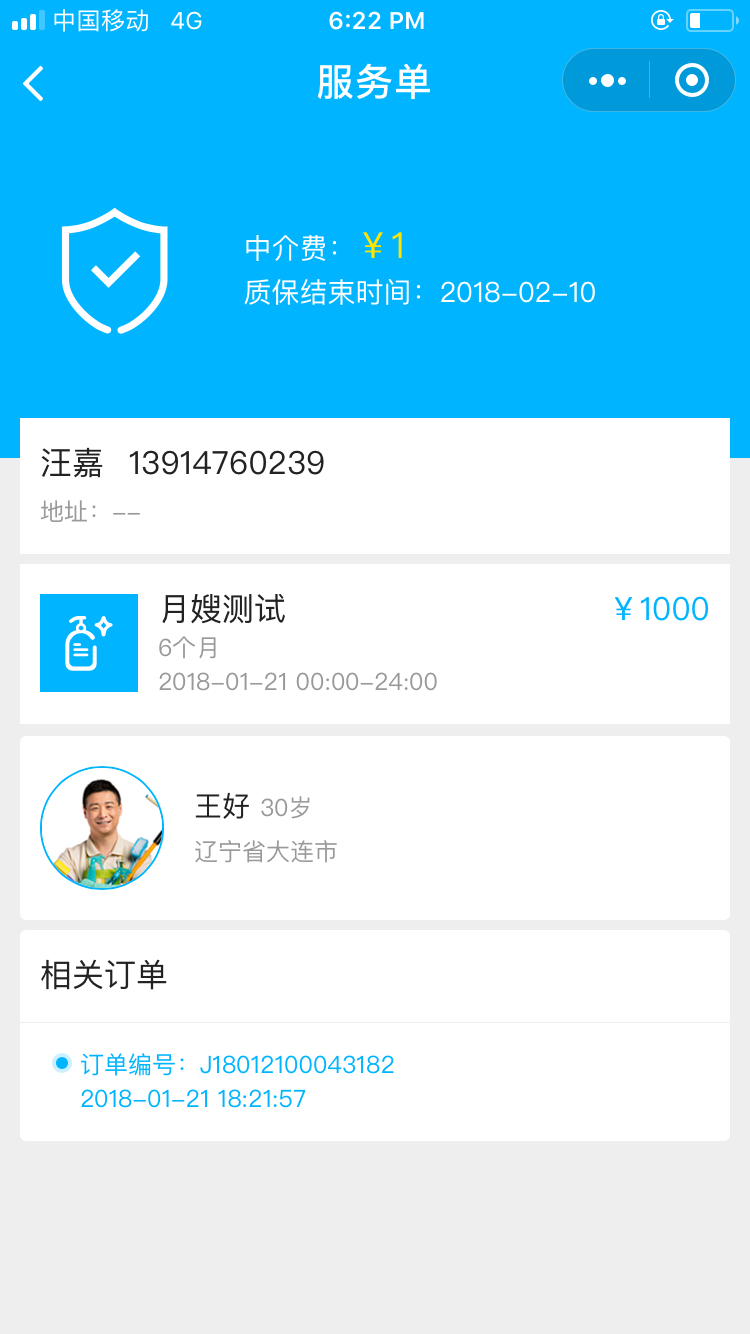 中国移动 4G 6:22 PM
服务单
中介费：¥1
质保结束时间：2018-02-10
汪嘉 13914760239
地址：--
月嫂测试 ¥1000
6个月
2018-01-21 00:00-24:00
王好 30岁
辽宁省大连市
相关订单
订单编号：J18012100043182
2018-01-21 18:21:57